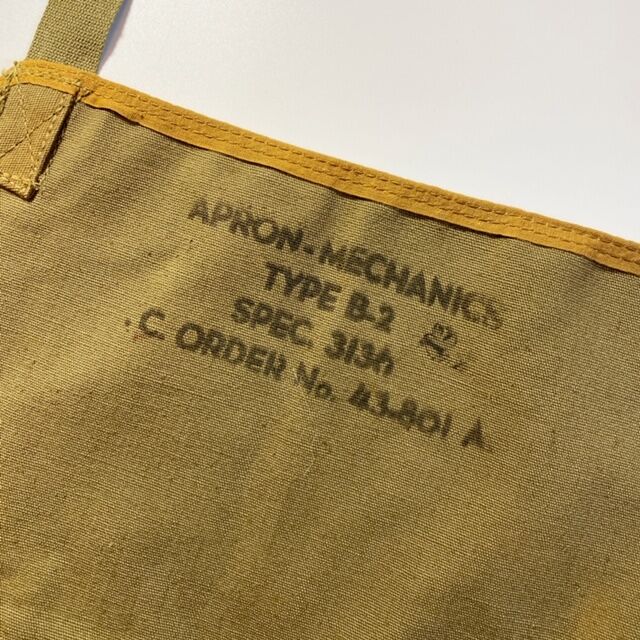 APRON-MECHANICS
TYPE B-2
SPEC. 3136
. C. ORDER No. 43-801 A